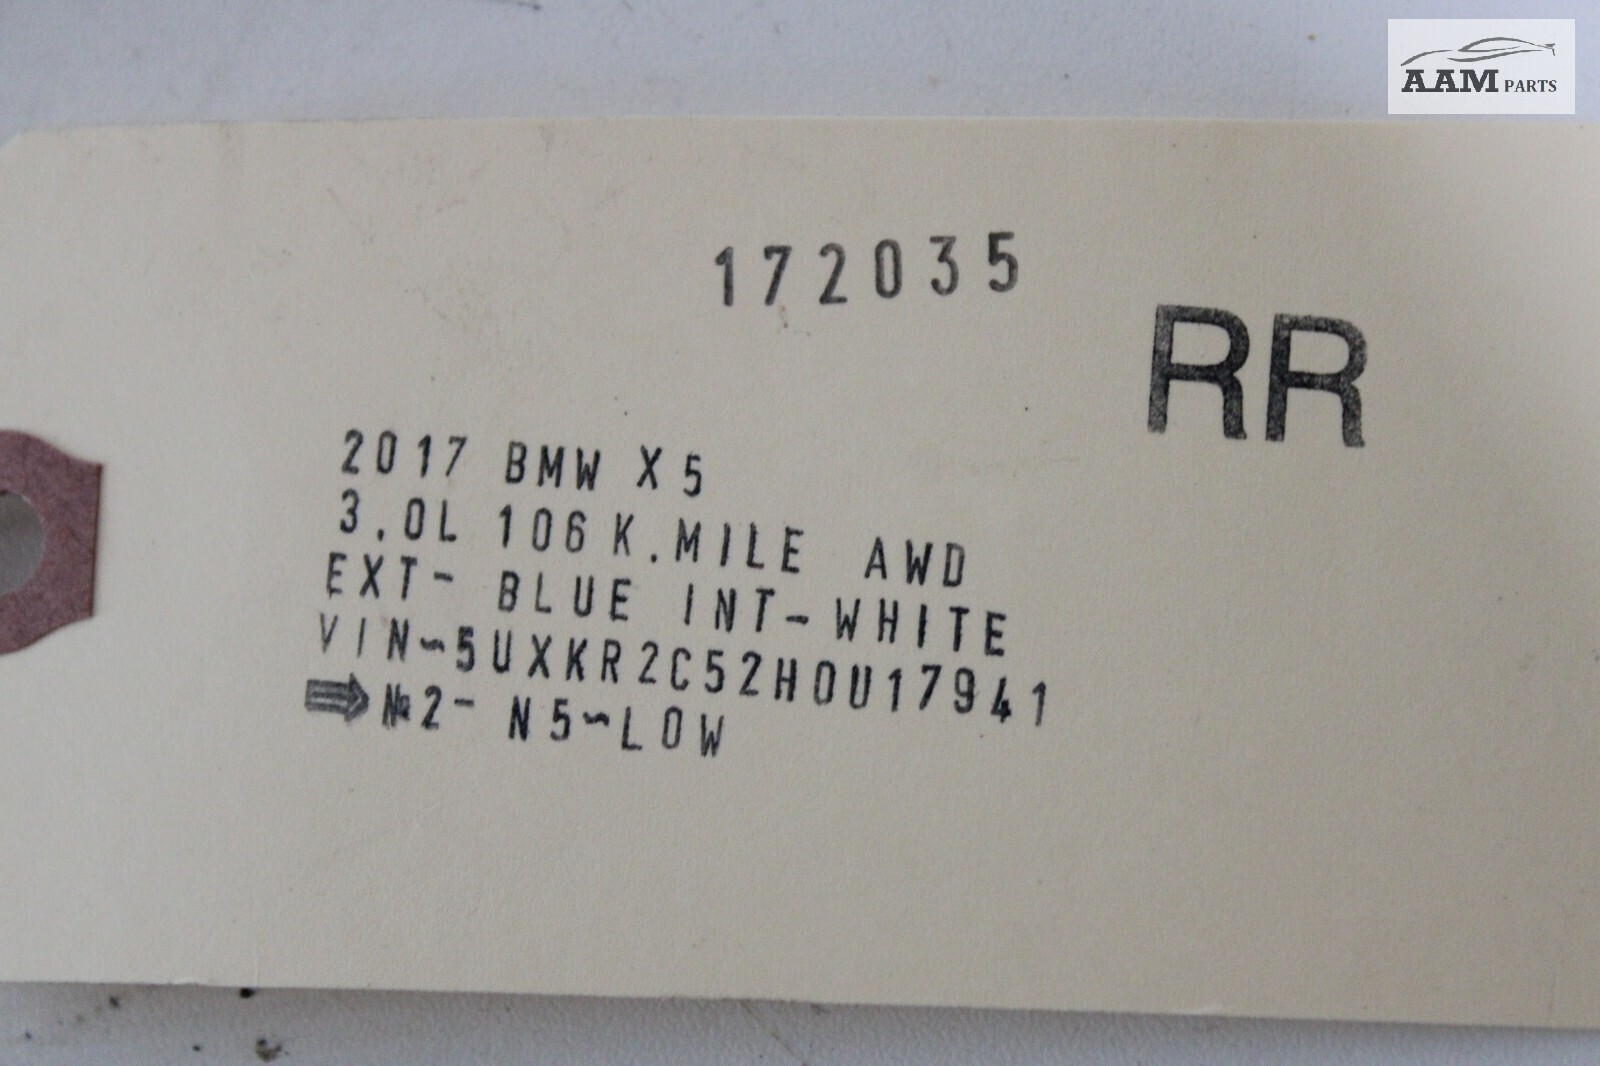 AAM PARTS
172035
RR
2017 BMW X5
3.0L 106K.MILE AWD
EXT- BLUE INT-WHITE
VIN-5UXKR2C52H0U17941
⇒ №2- N5-LOW